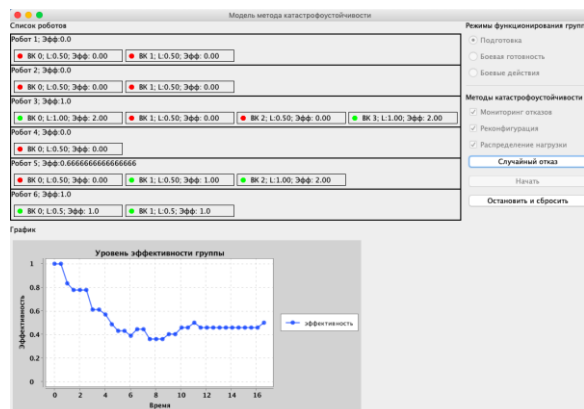 Модель метода катастрофоустойчивости
Список роботов
Робот 1; Эфф:0.0
ВК 0; L:0.50; Эфф: 0.00 ВК 1; L:0.50; Эфф: 0.00
Робот 2; Эфф:0.0
ВК 0; L:0.50; Эфф: 0.00 ВК 1; L:0.50; Эфф: 0.00
Робот 3; Эфф:1.0
ВК 0; L:1.00; Эфф: 2.00 ВК 1; L:0.50; Эфф: 0.00 ВК 2; L:0.50; Эфф: 0.00 ВК 3; L:1.00; Эфф: 2.00
Робот 4; Эфф:0.0
ВК 0; L:0.50; Эфф: 0.00 ВК 1; L:0.50; Эфф: 0.00
Робот 5; Эфф:0.6666666666666666
ВК 0; L:0.50; Эфф: 0.00 ВК 1; L:0.50; Эфф: 1.00 ВК 2; L:1.00; Эфф: 2.00
Робот 6; Эфф:1.0
ВК 0; L:0.5; Эфф: 1.0 ВК 1; L:0.5; Эфф: 1.0
Режимы функционирования групп
Подготовка
Боевая готовность
Боевые действия
Методы катастрофоустойчивости
Мониторинг отказов
Реконфигурация
Распределение нагрузки
Случайный отказ
Начать
Остановить и сбросить
График
Уровень эффективности группы
Эффективность
1
0.8
0.6
0.4
0.2
0
0 2 4 6 8 10 12 14 16
Время
эффективность